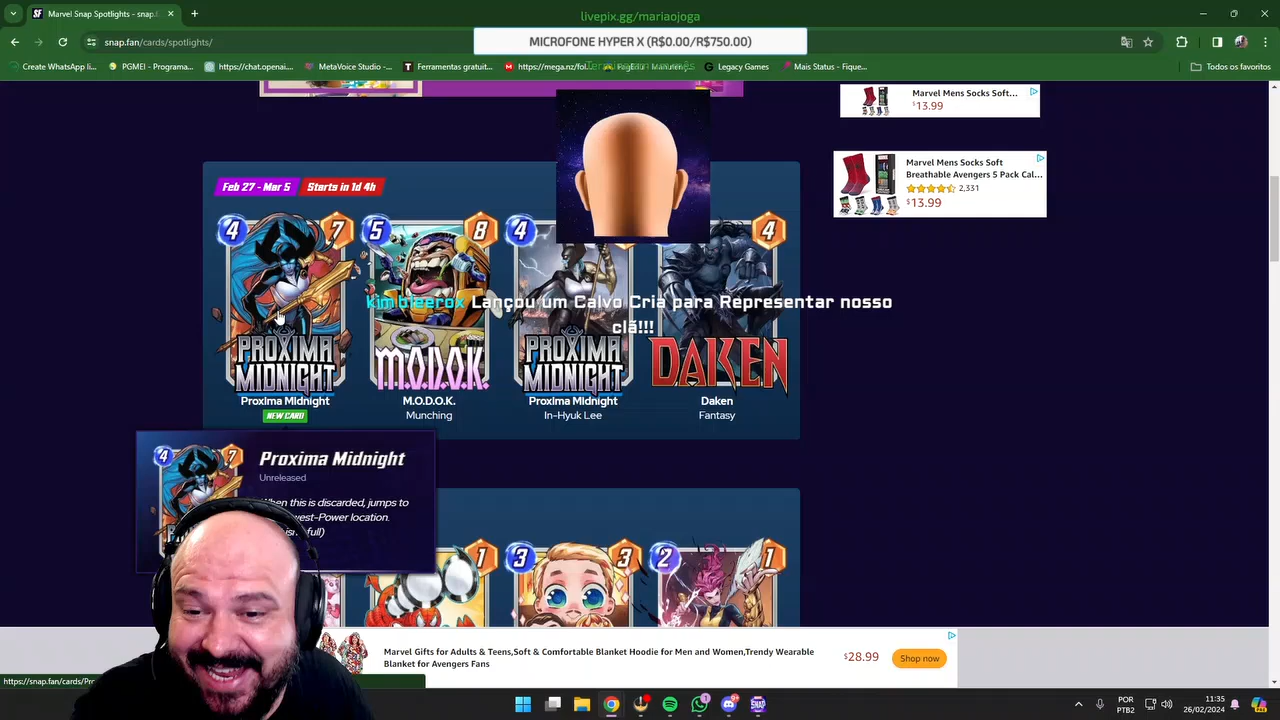 Marvel Snap Spotlights - snap.f
livepix.gg/mariaojoga
snap.fan/cards/spotlights/
MICROFONE HYPER X (R$0.00/R$750.00)
Create WhatsApp li...
PGMEI - Programa...
https://chat.openai....
MetaVoice Studio -...
Ferramentas gratuit...
https://mega.nz/fol...
Legacy Games
Mais Status - Fique...
Todos os favoritos
Marvel Mens Socks Soft...
$13.99
Marvel Mens Socks Soft
Breathable Avengers 5 Pack Cal...
2,331
$13.99
Feb 27 - Mar 5
Starts in 1d 4h
4 7 5 8 4 4
kimbleerox Lançou um Calvo Cria para Representar nosso
clã!!!
PROXIMA MIDNIGHT
M.O.D.O.K.
PROXIMA MIDNIGHT
DAKEN
Proxima Midnight
M.O.D.O.K.
Proxima Midnight
Daken
NEW CARD
Munching
In-Hyuk Lee
Fantasy
4 7
Proxima Midnight
Unreleased
When this is discarded, jumps to
full)
1 3 3 2 1
Marvel Gifts for Adults & Teens,Soft & Comfortable Blanket Hoodie for Men and Women,Trendy Wearable
Blanket for Avengers Fans
$28.99
Shop now
https://snap.fan/cards/Pro
POR
PTB2
11:35
26/02/2024